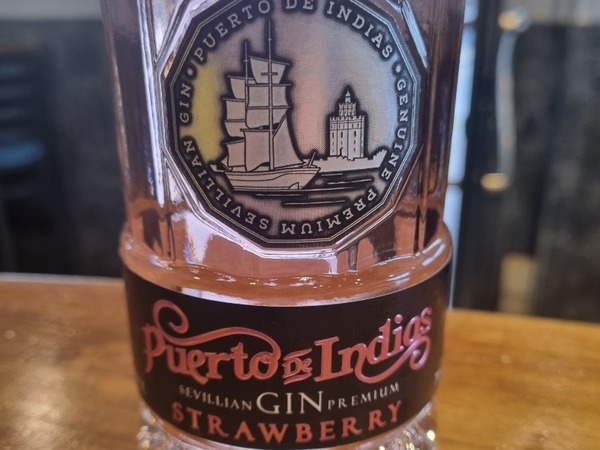 PUERTO DE INDIAS · GENUINE PREMIUM SEVILLIAN GIN ·
Puerto De Indias
SEVILLIAN GIN PREMIUM
STRAWBERRY